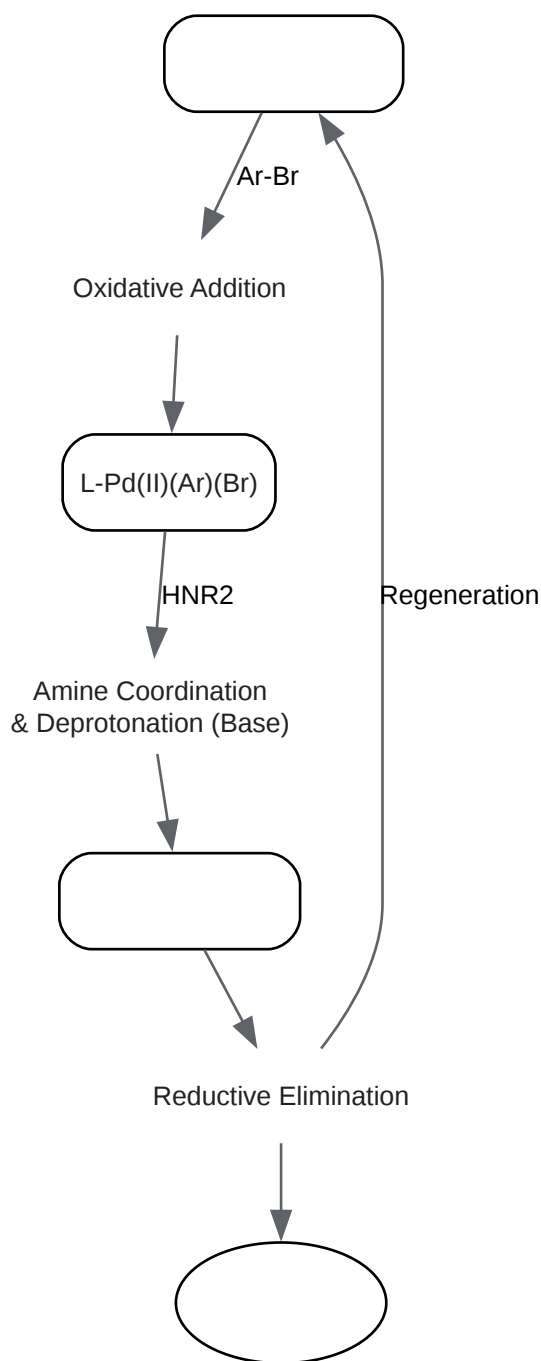 Ar-Br
Oxidative Addition
L-Pd(II)(Ar)(Br)
HNR2
Regeneration
Amine Coordination
& Deprotonation (Base)
Reductive Elimination